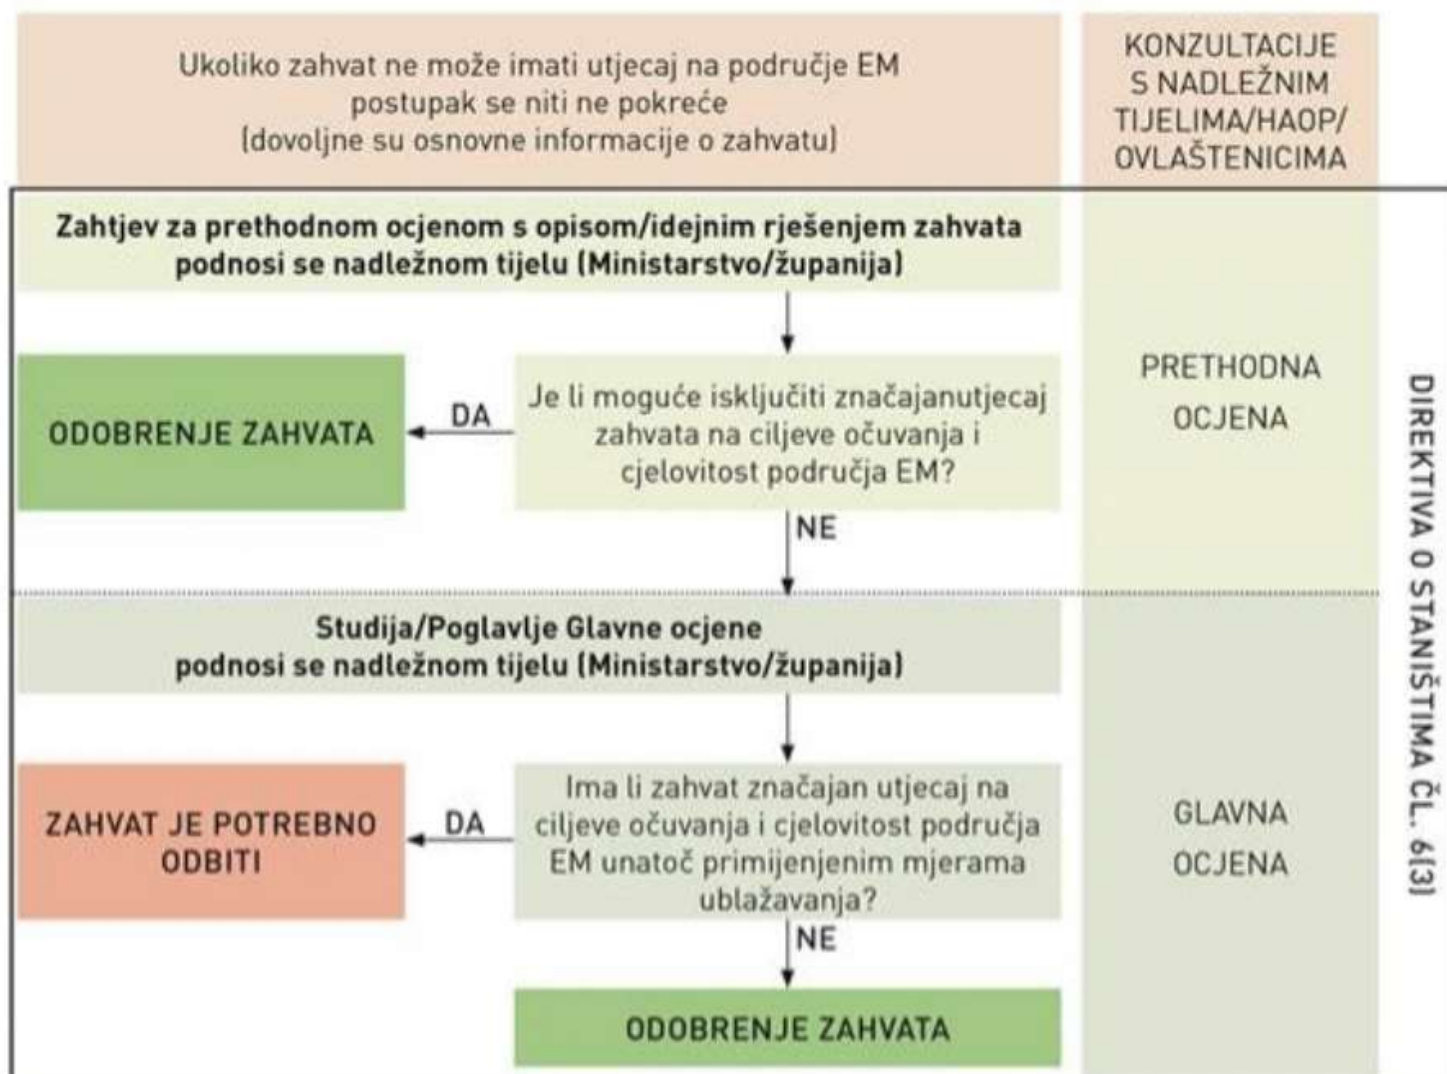 Ukoliko zahvat ne može imati utjecaj na područje EM
postupak se niti ne pokreće
(dovoljne su osnovne informacije o zahvatu)
KONZULTACIJE
S NADLEŽNIM
TIJELIMA/HAOP/
OVLAŠTENICIMA
Zahtjev za prethodnom ocjenom s opisom/idejnim rješenjem zahvata
podnosi se nadležnom tijelu (Ministarstvo/županija)
ODOBRENJE ZAHVATA
DA
Je li moguće isključiti značajanutjecaj
zahvata na ciljeve očuvanja i
cjelovitost područja EM?
NE
PRETHODNA
OCJENA
Studija/Poglavlje Glavne ocjene
podnosi se nadležnom tijelu (Ministarstvo/županija)
ZAHVAT JE POTREBNO
ODBITI
DA
Ima li zahvat značajan utjecaj na
ciljeve očuvanja i cjelovitost područja
EM unatoč primijenjenim mjerama
ublažavanja?
NE
ODOBRENJE ZAHVATA
GLAVNA
OCJENA
DIREKTIVA O STANIŠTIMA ČL. 6(3)